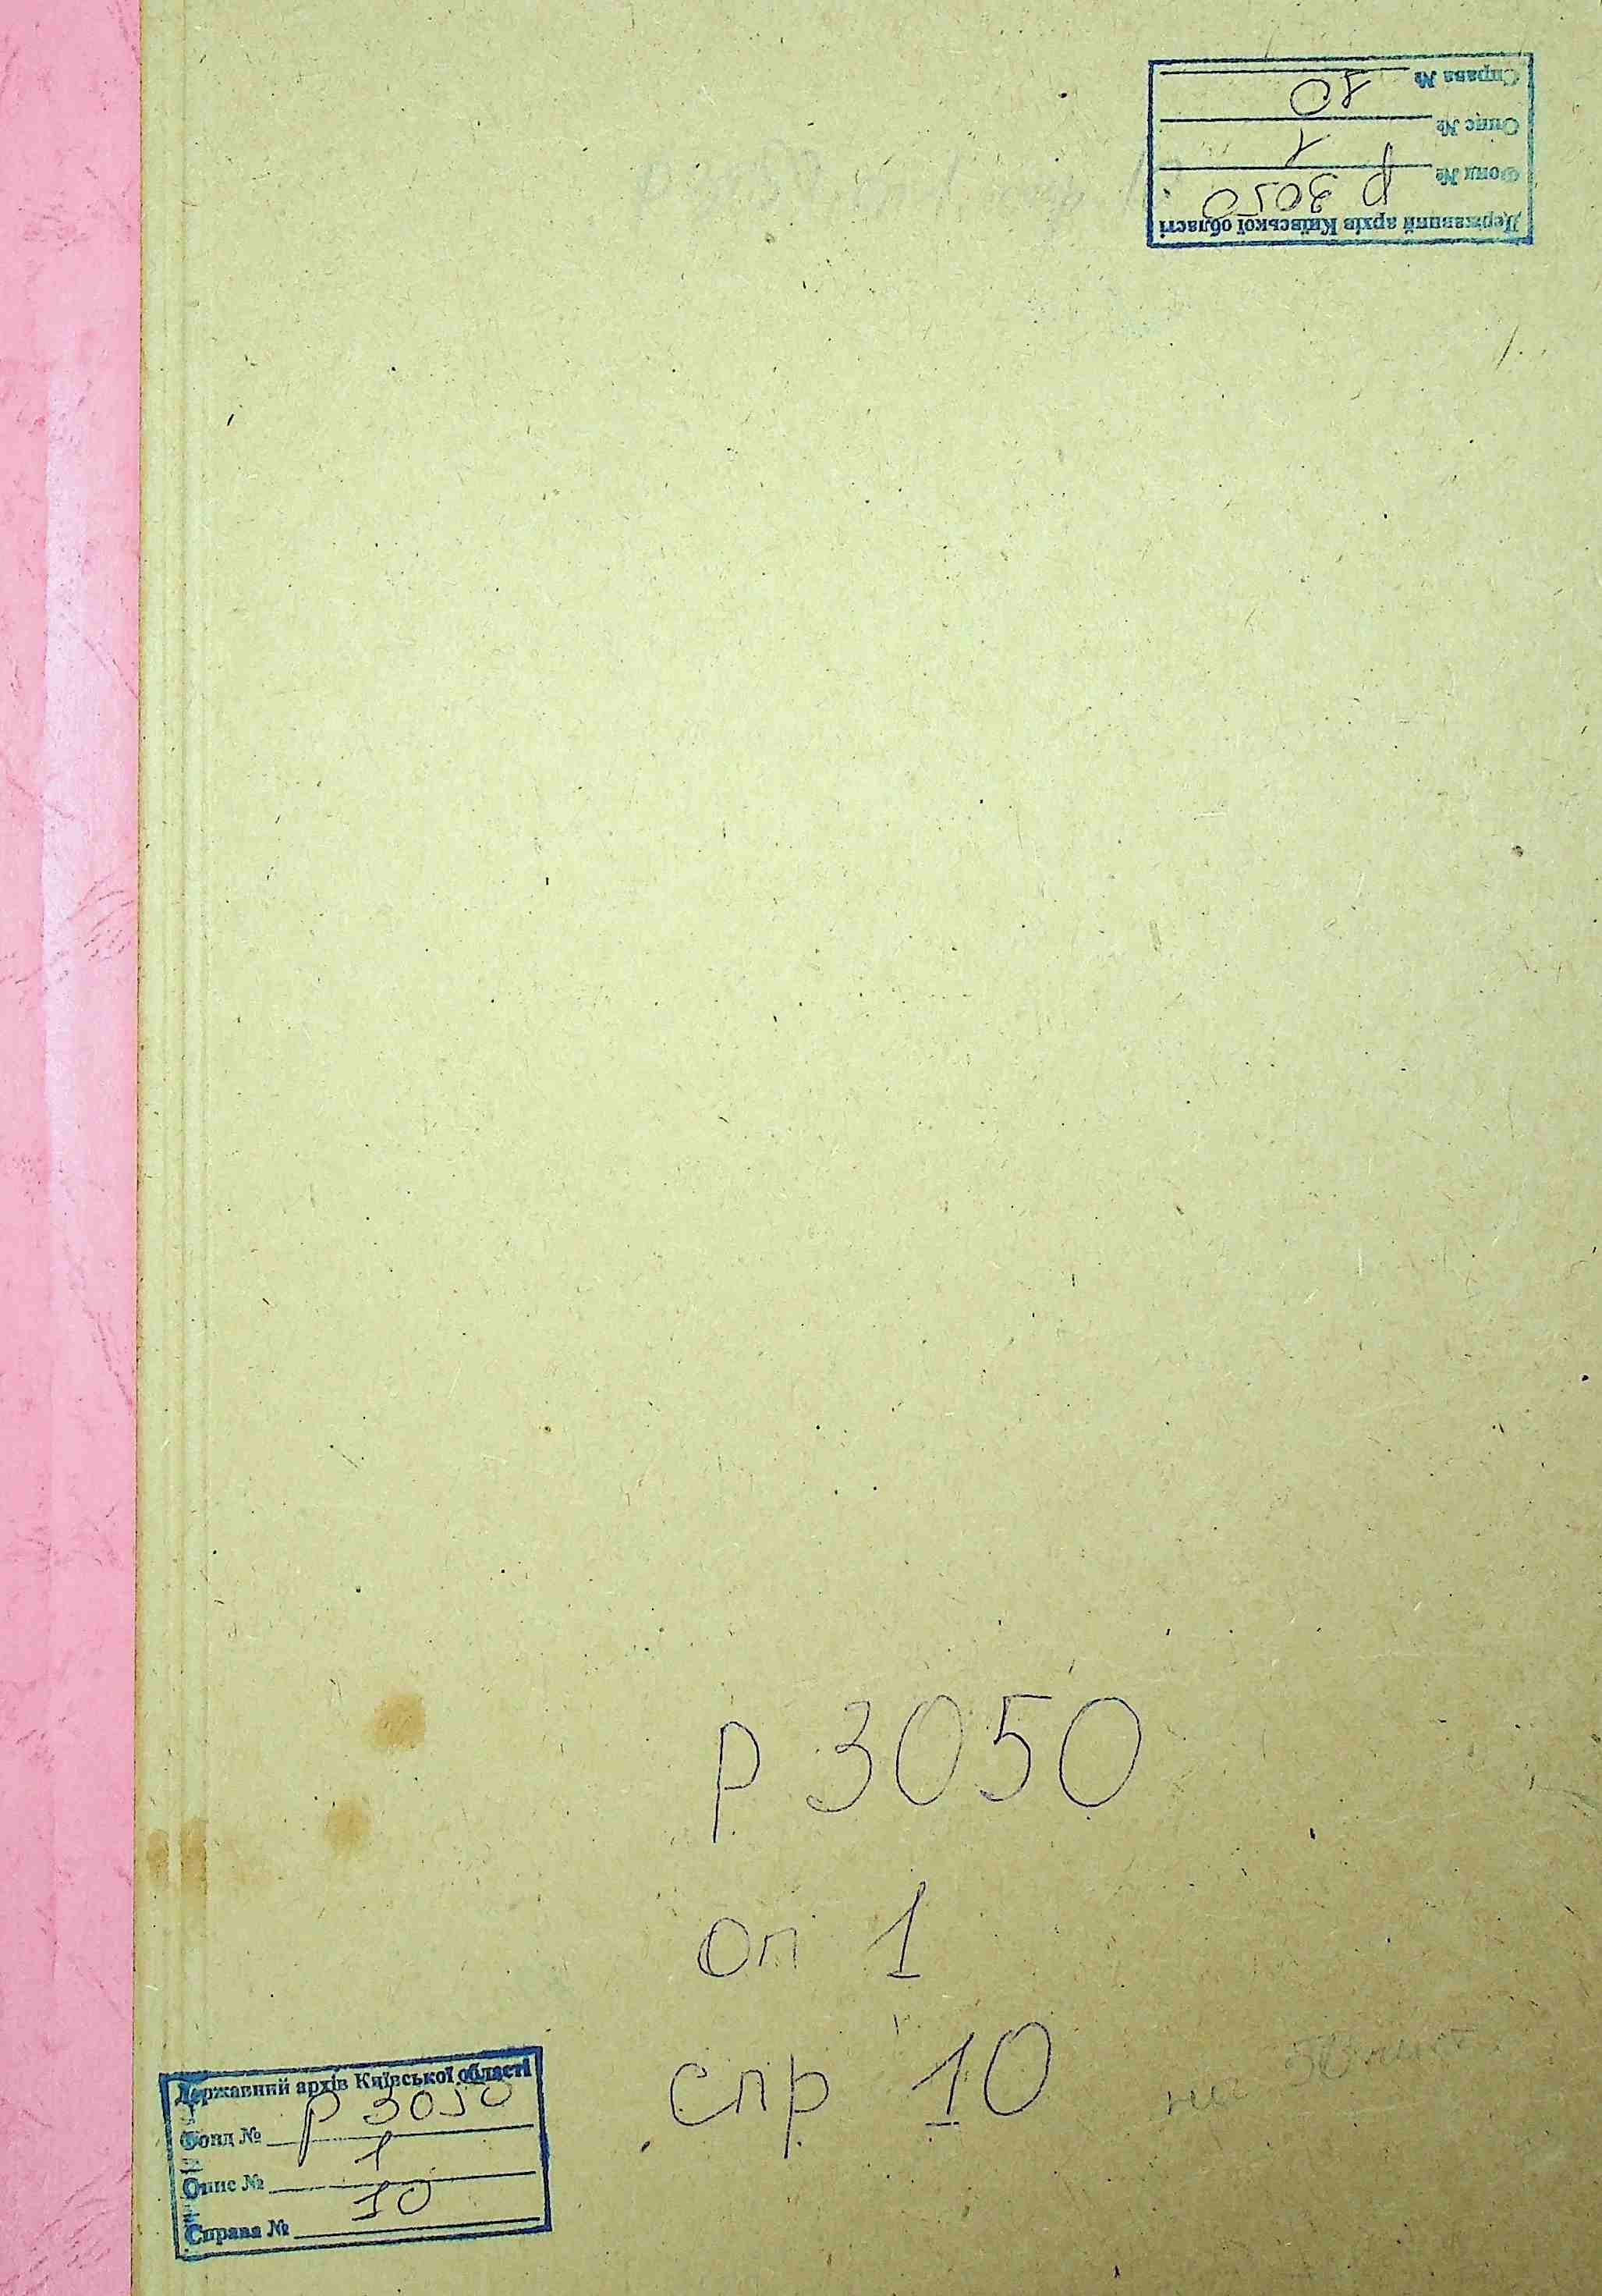 Державний архів Київської області
Фонд № Р 3050
Опис № 1
Справа № 10
Р 3050
оп 1
спр 10
Державний архів Київської області
Фонд № Р 3050
Опис № 1
Справа № 10